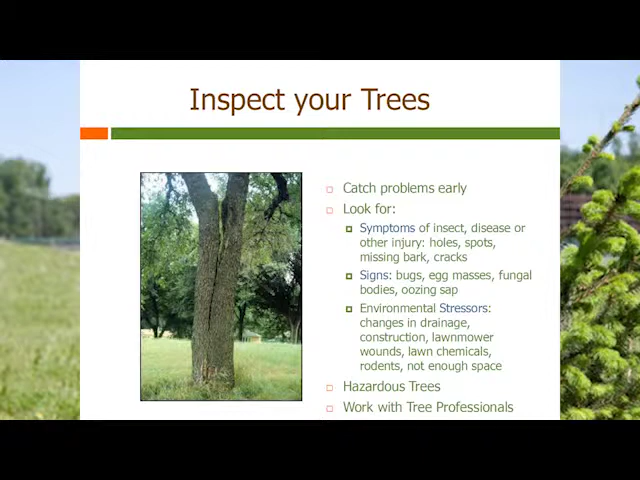 Inspect your Trees
Catch problems early
Look for:
Symptoms of insect, disease or
other injury: holes, spots,
missing bark, cracks
Signs: bugs, egg masses, fungal
bodies, oozing sap
Environmental Stressors:
changes in drainage,
construction, lawnmower
wounds, lawn chemicals,
rodents, not enough space
Hazardous Trees
Work with Tree Professionals